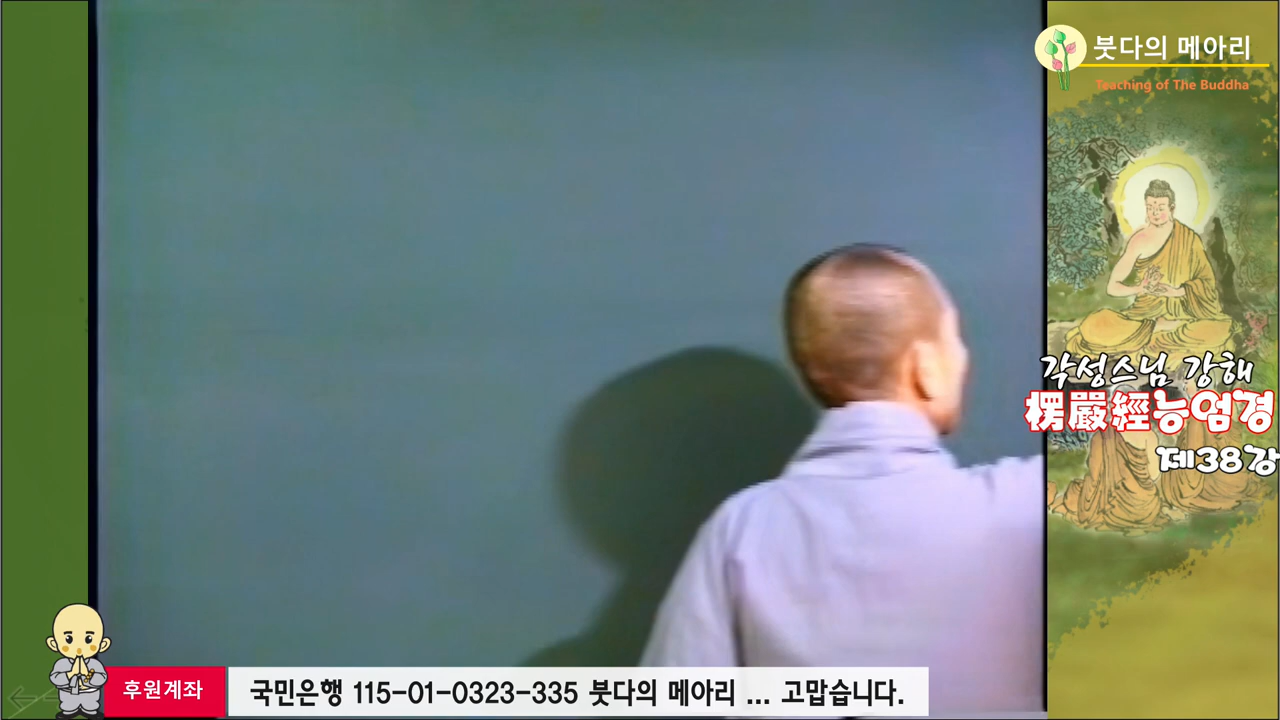 붓다의 메아리
Teaching of The Buddha
각성스님 강해
楞嚴經능엄경
제38강
후원계좌
국민은행 115-01-0323-335 붓다의 메아리 ... 고맙습니다.